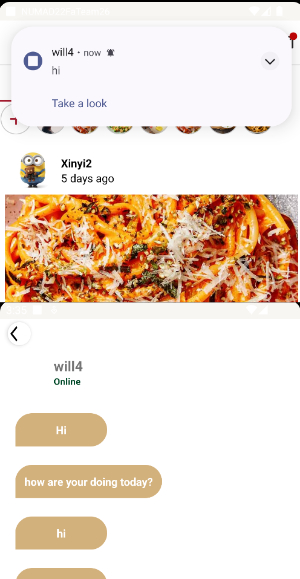 will4 • now
hi
Take a look
Xinyi2
5 days ago
will4
Online
Hi
how are your doing today?
hi